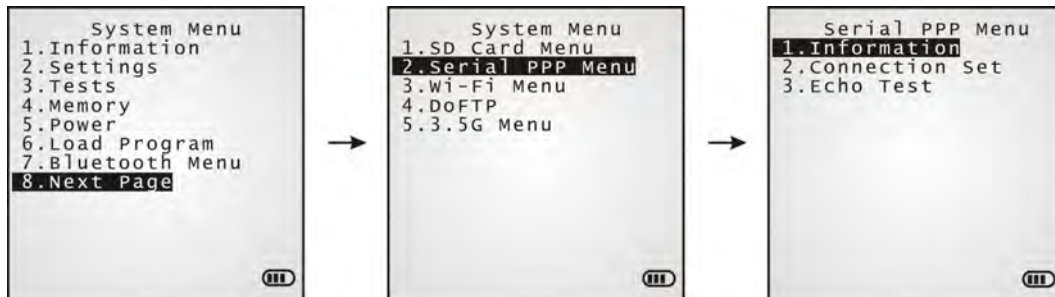 System Menu
1.Information
2.Settings
3.Tests
4.Memory
5.Power
6.Load Program
7.Bluetooth Menu
8.Next Page
System Menu
1.SD Card Menu
2.Serial PPP Menu
3.Wi-Fi Menu
4.DoFTP
5.3.5G Menu
Serial PPP Menu
1.Information
2.Connection Set
3.Echo Test